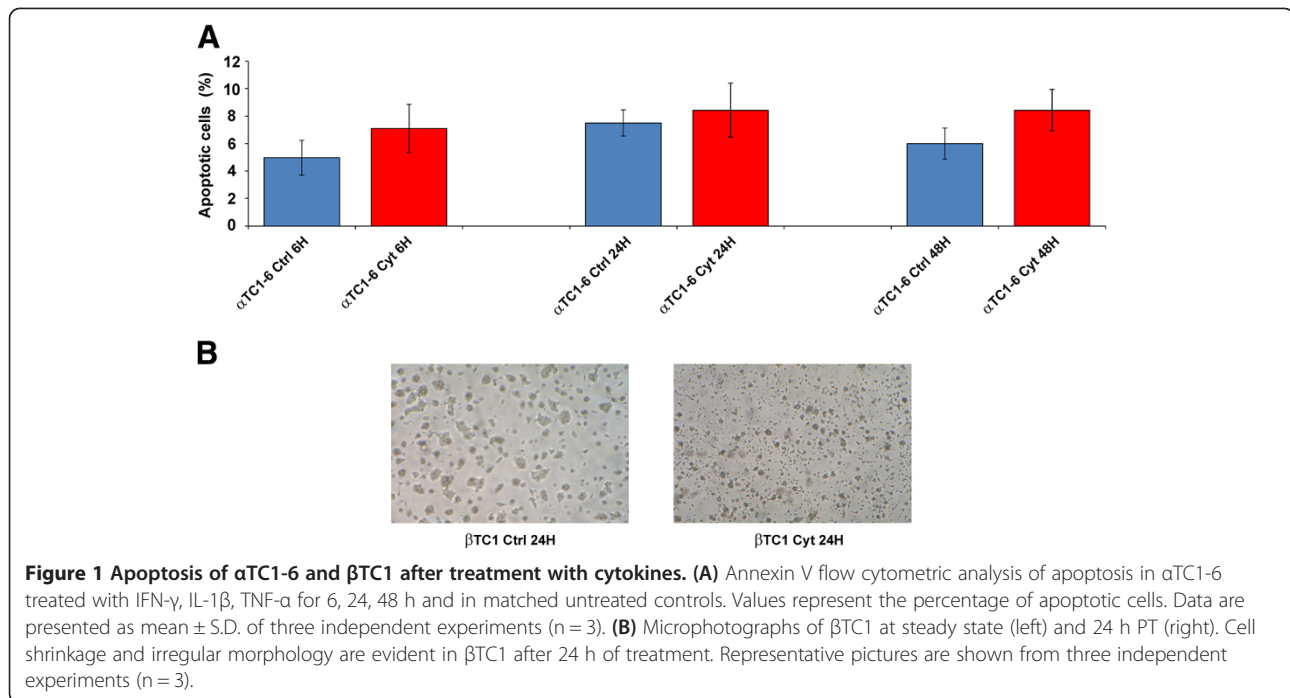 A
12
10
8
6
4
2
0
Apoptotic cells (%)
αTC1-6 Ctrl 6H
αTC1-6 Cyt 6H
αTC1-6 Ctrl 24H
αTC1-6 Cyt 24H
αTC1-6 Ctrl 48H
αTC1-6 Cyt 48H
B
βTC1 Ctrl 24H
βTC1 Cyt 24H
Figure 1 Apoptosis of αTC1-6 and βTC1 after treatment with cytokines. (A) Annexin V flow cytometric analysis of apoptosis in αTC1-6
treated with IFN-γ, IL-1β, TNF-α for 6, 24, 48 h and in matched untreated controls. Values represent the percentage of apoptotic cells. Data are
presented as mean ± S.D. of three independent experiments (n = 3). (B) Microphotographs of βTC1 at steady state (left) and 24 h PT (right). Cell
shrinkage and irregular morphology are evident in βTC1 after 24 h of treatment. Representative pictures are shown from three independent
experiments (n = 3).